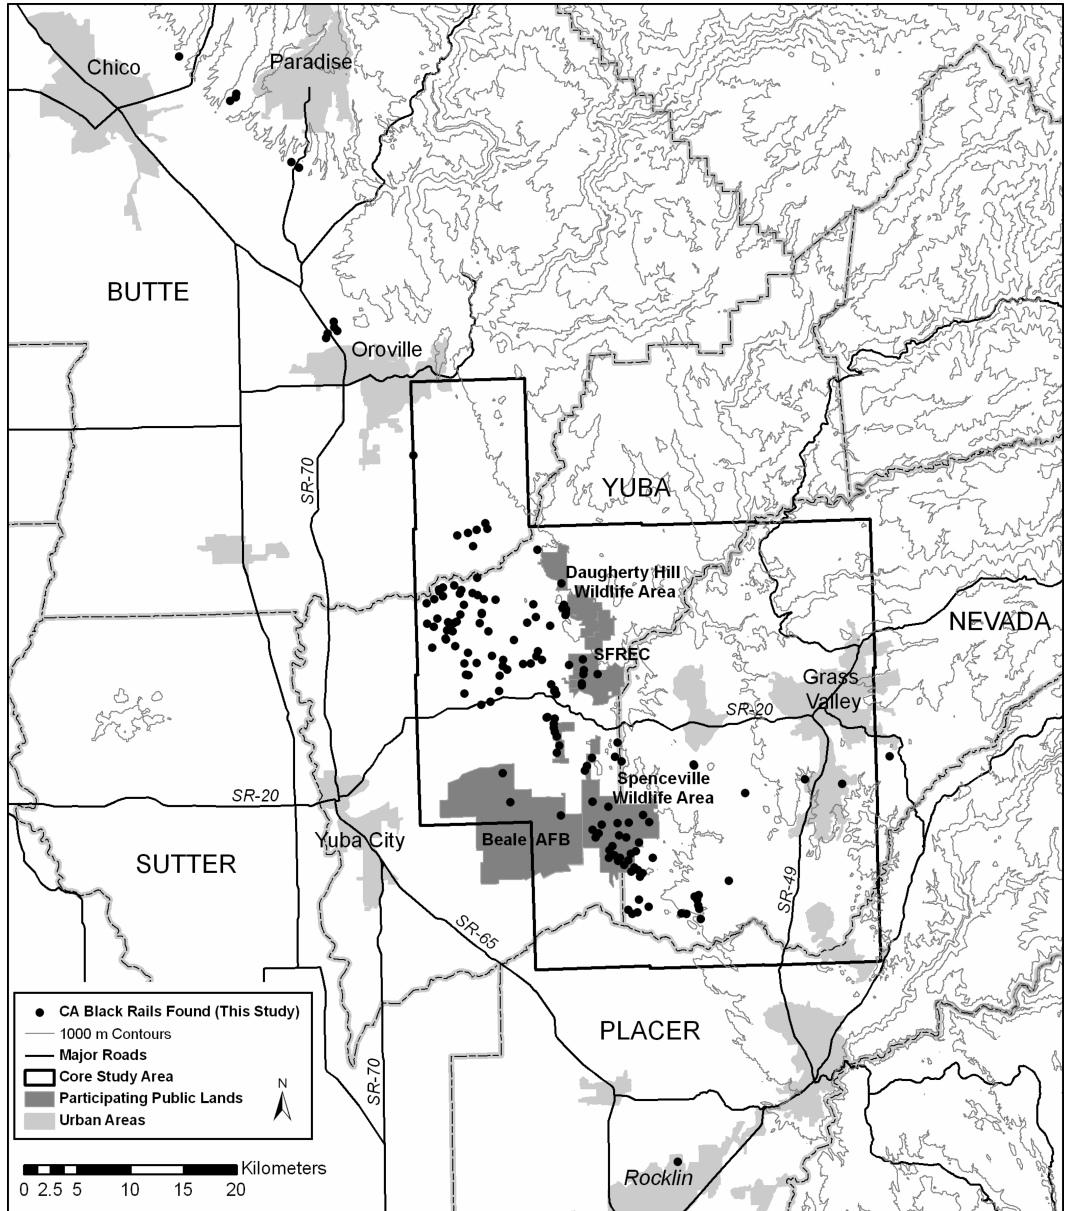 Chico
Paradise
BUTTE
Oroville
SR-70
YUBA
Daugherty Hill
Wildlife Area
NEVADA
SFREC
Grass
Valley
SR-20
Spenceville
Wildlife Area
SR-20
Yuba City
Beale AFB
SUTTER
SR-49
SR-65
PLACER
CA Black Rails Found (This Study)
1000 m Contours
Major Roads
Core Study Area
Participating Public Lands
Urban Areas
N
SR-70
Kilometers
0 2.5 5 10 15 20
Rocklin